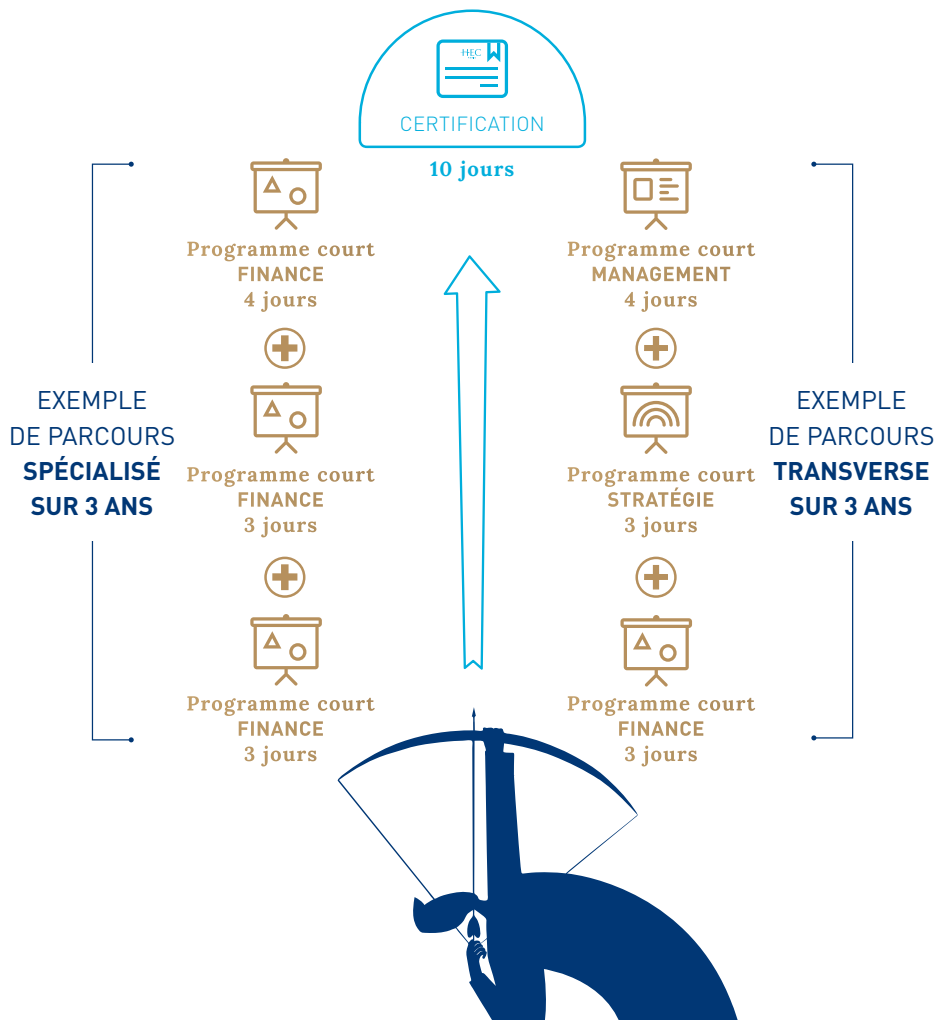 HEC
CERTIFICATION
10 jours
EXEMPLE
DE PARCOURS
SPÉCIALISÉ
SUR 3 ANS
Programme court
FINANCE
4 jours
Programme court
FINANCE
3 jours
Programme court
FINANCE
3 jours
Programme court
MANAGEMENT
4 jours
Programme court
STRATÉGIE
3 jours
Programme court
FINANCE
3 jours
EXEMPLE
DE PARCOURS
TRANSVERSE
SUR 3 ANS